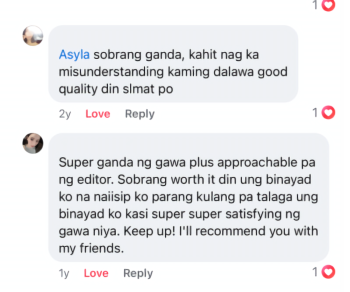 1
Asyla sobrang ganda, kahit nag ka
misunderstanding kaming dalawa good
quality din slmat po
2y Love Reply 1
Super ganda ng gawa plus approachable pa
ng editor. Sobrang worth it din ung binayad
ko na naiisip ko parang kulang pa talaga ung
binayad ko kasi super super satisfying ng
gawa niya. Keep up! I'll recommend you with
my friends.
1y Love Reply 1